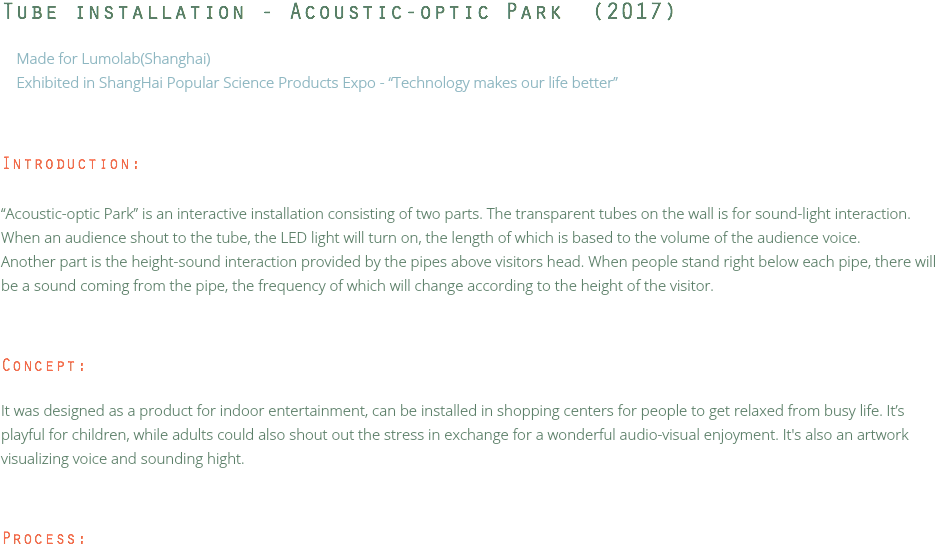 Tube installation - Acoustic-optic Park (2017)
Made for Lumolab(Shanghai)
Exhibited in ShangHai Popular Science Products Expo - “Technology makes our life better”
Introduction:
“Acoustic-optic Park” is an interactive installation consisting of two parts. The transparent tubes on the wall is for sound-light interaction.
When an audience shout to the tube, the LED light will turn on, the length of which is based to the volume of the audience voice.
Another part is the height-sound interaction provided by the pipes above visitors head. When people stand right below each pipe, there will
be a sound coming from the pipe, the frequency of which will change according to the height of the visitor.
Concept:
It was designed as a product for indoor entertainment, can be installed in shopping centers for people to get relaxed from busy life. It’s
playful for children, while adults could also shout out the stress in exchange for a wonderful audio-visual enjoyment. It's also an artwork
visualizing voice and sounding hight.
Process: